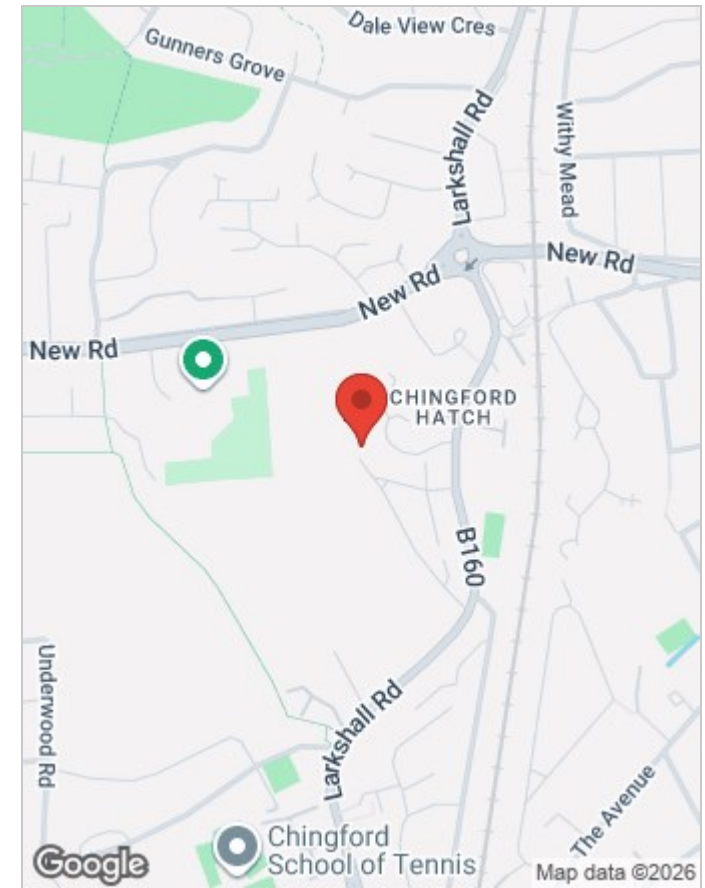 Dale View Cres
Gunners Grove
Larkshall Rd
Withy Mead
New Rd
New Rd
New Rd
CHINGFORD
HATCH
B160
Underwood Rd
Larkshall Rd
The Avenue
Chingford
School of Tennis
Google
Map data ©2026